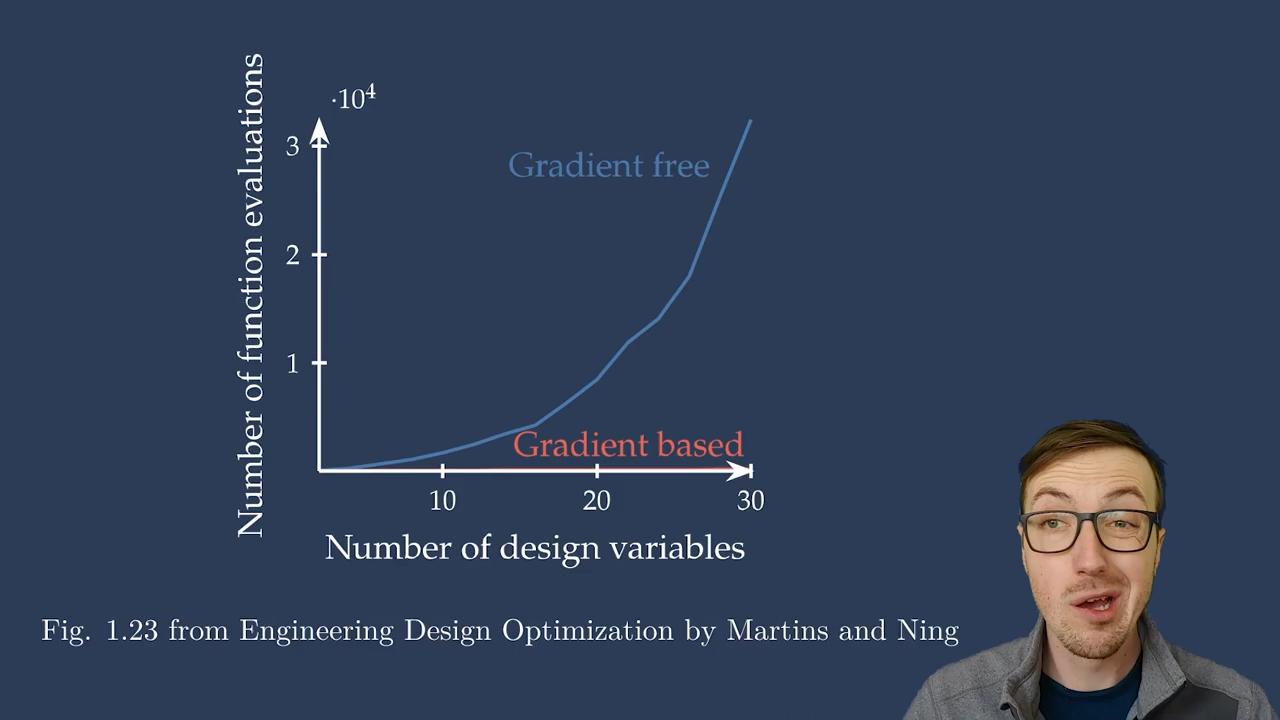 ·10⁴
Number of function evaluations
3
2
1
Gradient free
Gradient based
10 20 30
Number of design variables
Fig. 1.23 from Engineering Design Optimization by Martins and Ning